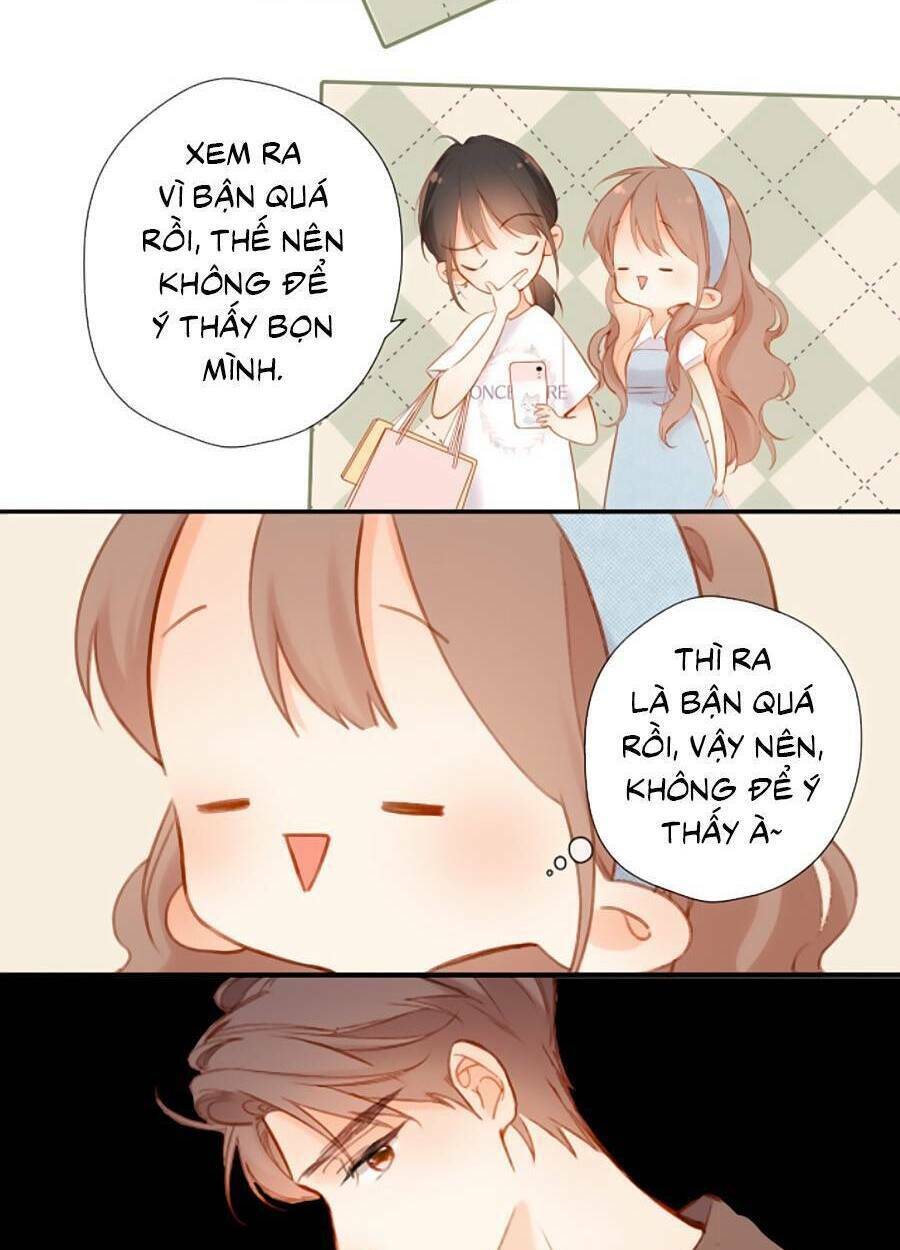 XEM RA
VÌ BẬN QUÁ
RỒI, THẾ NÊN
KHÔNG ĐỂ
Ý THẤY BỌN
MÌNH.
THÌ RA
LÀ BẬN QUÁ
RỒI, VẬY NÊN,
KHÔNG ĐỂ Ý
THẤY À~